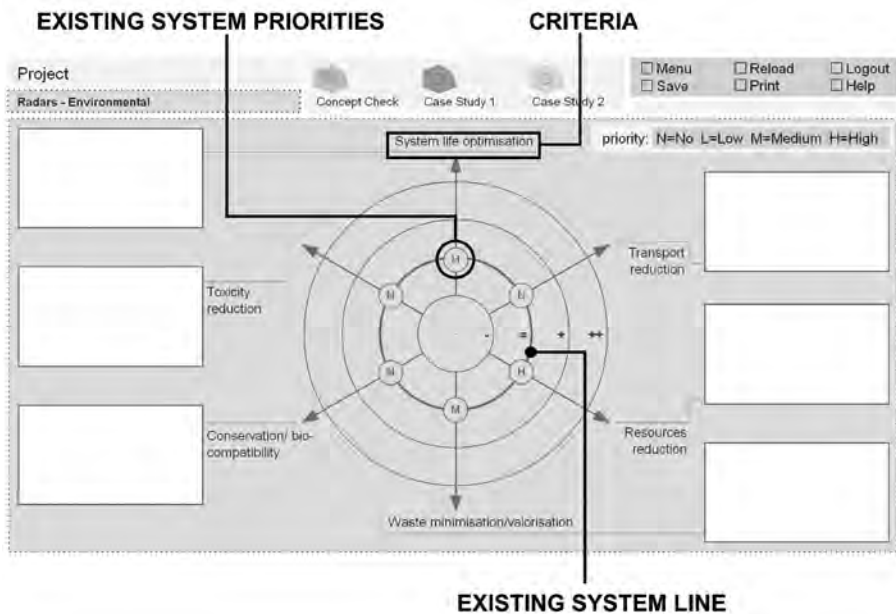 EXISTING SYSTEM PRIORITIES
CRITERIA
Project
Radars - Environmental
Concept Check
Case Study 1
Case Study 2
Menu
Reload
Logout
Save
Print
Help
System life optimisation
priority: N=No L=Low M=Medium H=High
Transport
reduction
Toxicity
reduction
H
N
N
- = + ++
N
H
M
Conservation/ bio-
compatibility
Resources
reduction
Waste minimisation/valorisation
EXISTING SYSTEM LINE